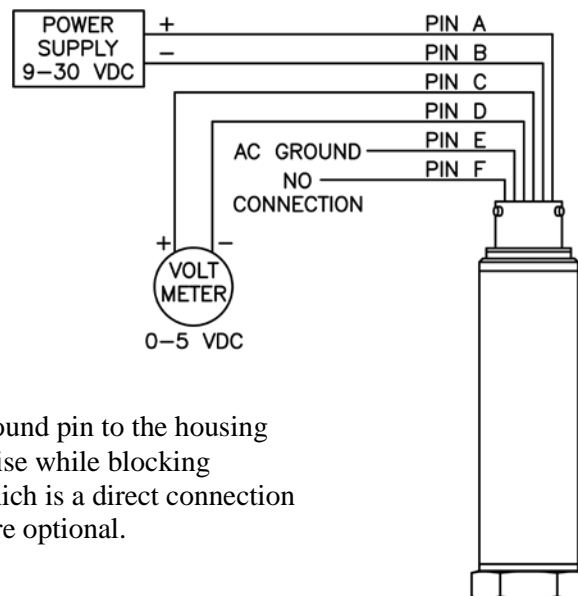 POWER
SUPPLY
9–30 VDC
+
–
PIN A
PIN B
PIN C
PIN D
PIN E
PIN F
AC GROUND
NO
CONNECTION
+
–
VOLT
METER
0–5 VDC
ound pin to the housing
ise while blocking
ich is a direct connection
re optional.